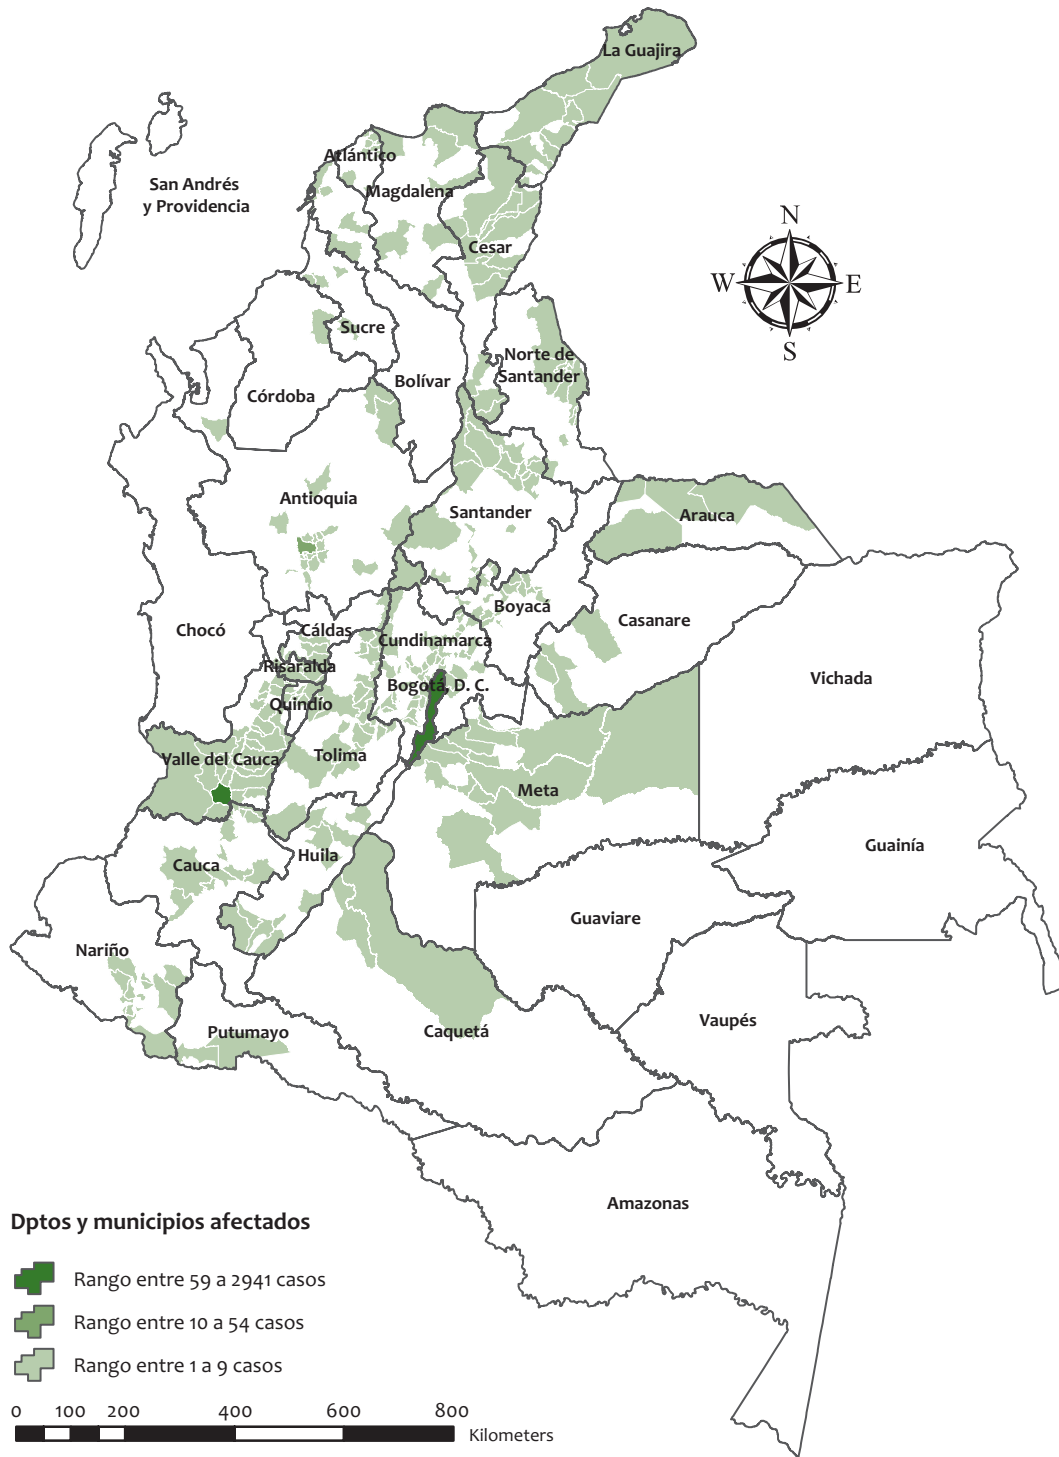 La Guajira
Atlántico
San Andrés
y Providencia
Magdalena
N
Cesar
W
E
S
Sucre
Norte de
Santander
Bolívar
Córdoba
Antioquia
Santander
Arauca
Boyacá
Casanare
Chocó
Cáldas
Cundinamarca
Risaralda
Vichada
Bogotá, D. C.
Quindío
Valle del Cauca
Tolima
Meta
Guainía
Huila
Cauca
Guaviare
Nariño
Vaupés
Putumayo
Caquetá
Amazonas
Dptos y municipios afectados
Rango entre 59 a 2941 casos
Rango entre 10 a 54 casos
Rango entre 1 a 9 casos
0 100 200 400 600 800
Kilometers